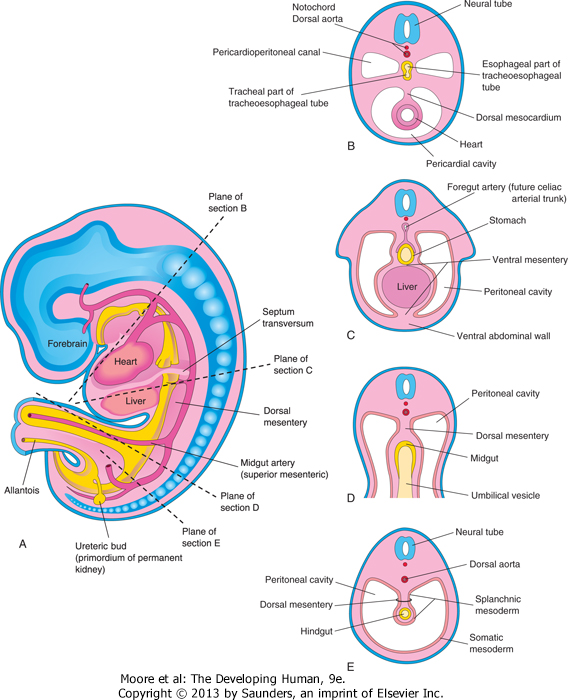 Notochord
Dorsal aorta
Neural tube
Pericardioperitoneal canal
Esophageal part of
tracheoesophageal
tube
Tracheal part of
tracheoesophageal tube
Dorsal mesocardium
Heart
B
Pericardial cavity
Foregut artery (future celiac
arterial trunk)
Stomach
Ventral mesentery
Liver
Peritoneal cavity
C
Ventral abdominal wall
Plane of
section B
Septum
transversum
Forebrain
Heart
Plane of
section C
Liver
Dorsal
mesentery
Midgut artery
(superior mesenteric)
Allantois
Plane of
section D
Plane of
section E
A
Ureteric bud
(primordium of permanent
kidney)
Peritoneal cavity
Dorsal mesentery
Midgut
D
Umbilical vesicle
Neural tube
Dorsal aorta
Peritoneal cavity
Splanchnic
mesoderm
Dorsal mesentery
Hindgut
Somatic
mesoderm
E
Moore et al: The Developing Human, 9e.
Copyright © 2013 by Saunders, an imprint of Elsevier Inc.